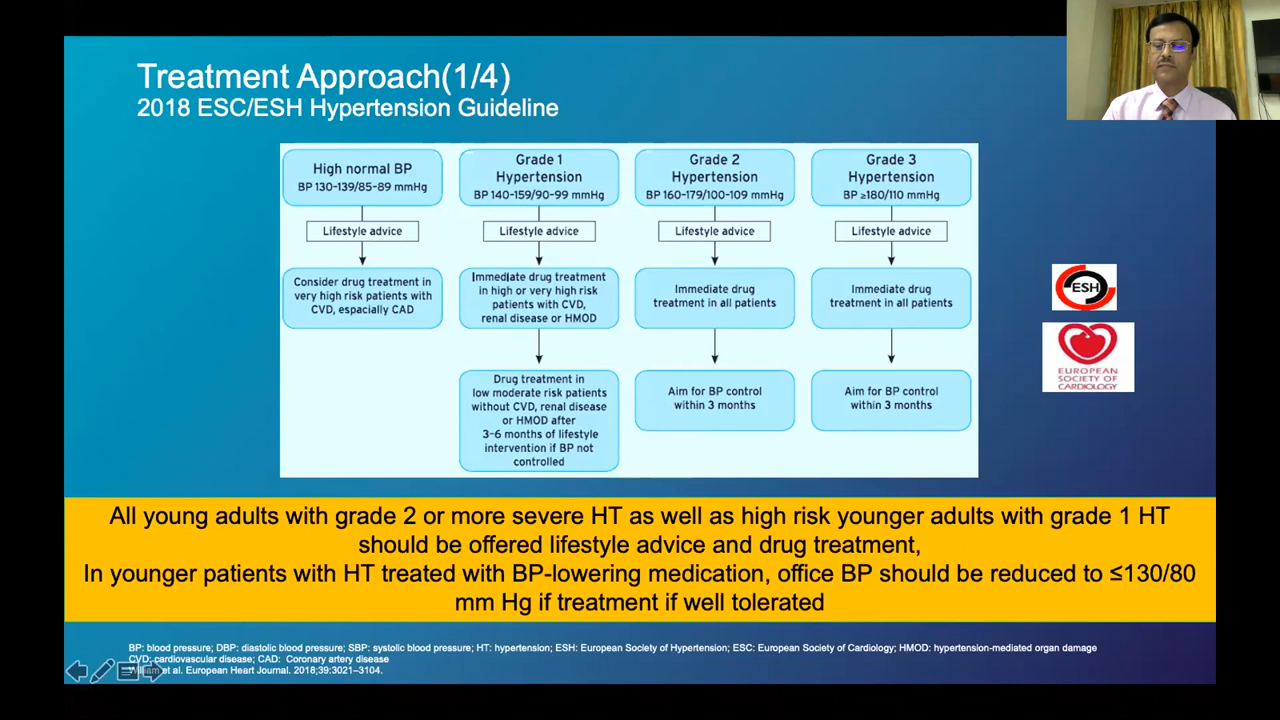 Treatment Approach(1/4)
2018 ESC/ESH Hypertension Guideline
High normal BP
BP 130-139/85-89 mmHg
Lifestyle advice
Consider drug treatment in
very high risk patients with
CVD, espacially CAD
Grade 1
Hypertension
BP 140-159/90-99 mmHg
Lifestyle advice
Immediate drug treatment
in high or very high risk
patients with CVD,
renal disease or HMOD
Drug treatment in
low moderate risk patients
without CVD, renal disease
or HMOD after
3-6 months of lifestyle
intervention if BP not
controlled
Grade 2
Hypertension
BP 160-179/100-109 mmHg
Lifestyle advice
Immediate drug
treatment in all patients
Aim for BP control
within 3 months
Grade 3
Hypertension
BP ≥180/110 mmHg
Lifestyle advice
Immediate drug
treatment in all patients
Aim for BP control
within 3 months
ESH
EUROPEAN
SOCIETY OF
CARDIOLOGY
All young adults with grade 2 or more severe HT as well as high risk younger adults with grade 1 HT
should be offered lifestyle advice and drug treatment,
In younger patients with HT treated with BP-lowering medication, office BP should be reduced to ≤130/80
mm Hg if treatment if well tolerated
BP: blood pressure; DBP: diastolic blood pressure; SBP: systolic blood pressure; HT: hypertension; ESH: European Society of Hypertension; ESC: European Society of Cardiology; HMOD: hypertension-mediated organ damage
CVD: cardiovascular disease; CAD: Coronary artery disease
et al. European Heart Journal. 2018;39:3021–3104.